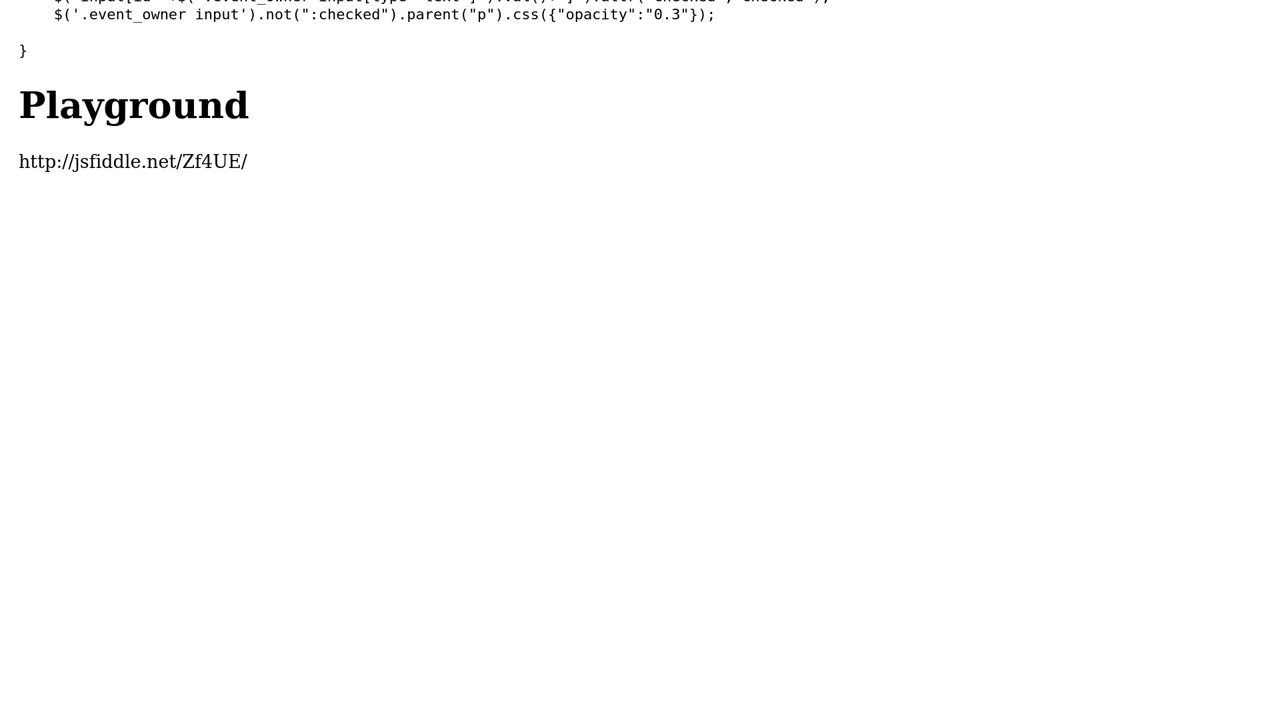 $('.event_owner input').not(":checked").parent("p").css({"opacity":"0.3"});
}
Playground
http://jsfiddle.net/Zf4UE/